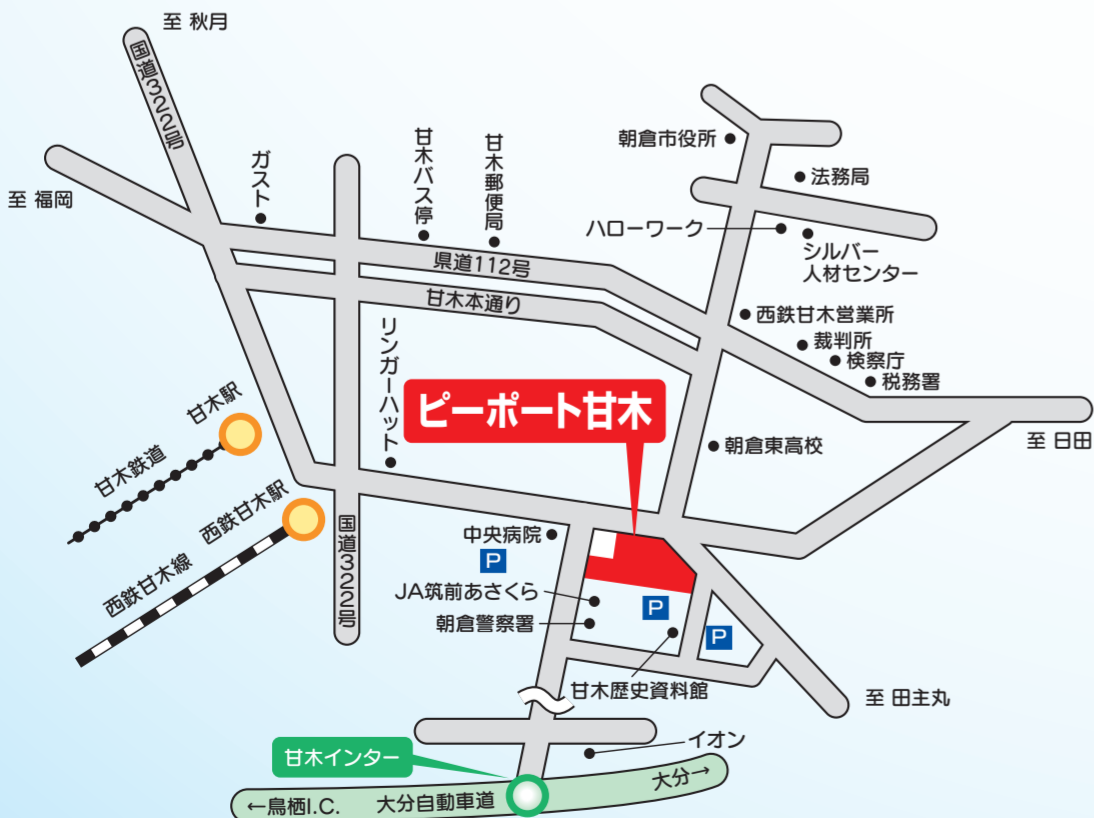 至 秋月
国道322号
至 福岡
ガスト
甘木バス停
甘木郵便局
朝倉市役所
法務局
ハローワーク
シルバー
人材センター
県道112号
甘木本通り
西鉄甘木営業所
裁判所
検察庁
税務署
リンガーハット
ピーポート甘木
甘木駅
至 日田
朝倉東高校
甘木鉄道
西鉄甘木駅
国道322号
中央病院
P
西鉄甘木線
JA筑前あさくら
P
朝倉警察署
P
甘木歴史資料館
至 田主丸
イオン
甘木インター
大分→
←鳥栖I.C.
大分自動車道